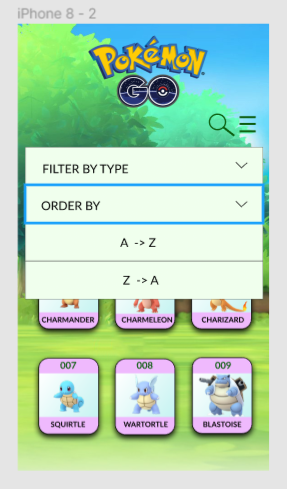 iPhone 8 - 2
POKéMON
GO
FILTER BY TYPE
ORDER BY
A -> Z
Z -> A
CHARMANDER CHARMELEON CHARIZARD
007 008 009
SQUIRTLE WARTORTLE BLASTOISE